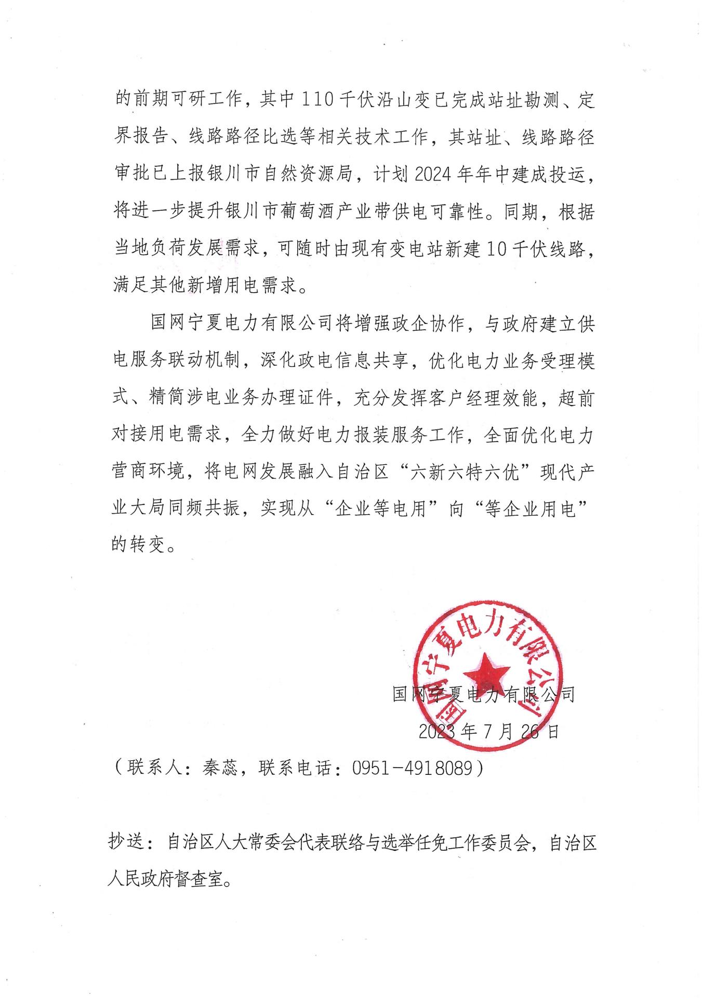 的前期可研工作，其中 110 千伏沿山变已完成站址勘测、定
界报告、线路路径比选等相关技术工作，其站址、线路路径
审批已上报银川市自然资源局，计划 2024 年年中建成投运，
将进一步提升银川市葡萄酒产业带供电可靠性。同期，根据
当地负荷发展需求，可随时由现有变电站新建 10 千伏线路，
满足其他新增用电需求。
国网宁夏电力有限公司将增强政企协作，与政府建立供
电服务联动机制，深化政电信息共享，优化电力业务受理模
式、精简涉电业务办理证件，充分发挥客户经理效能，超前
对接用电需求，全力做好电力报装服务工作，全面优化电力
营商环境，将电网发展融入自治区“六新六特六优”现代产
业大局同频共振，实现从“企业等电用”向“等企业用电”
的转变。
国网宁夏电力有限公司
国网宁夏电力有限公司
2023 年 7 月 26 日
（联系人：秦蕊，联系电话：0951-4918089）
抄送：自治区人大常委会代表联络与选举任免工作委员会，自治区
人民政府督查室。